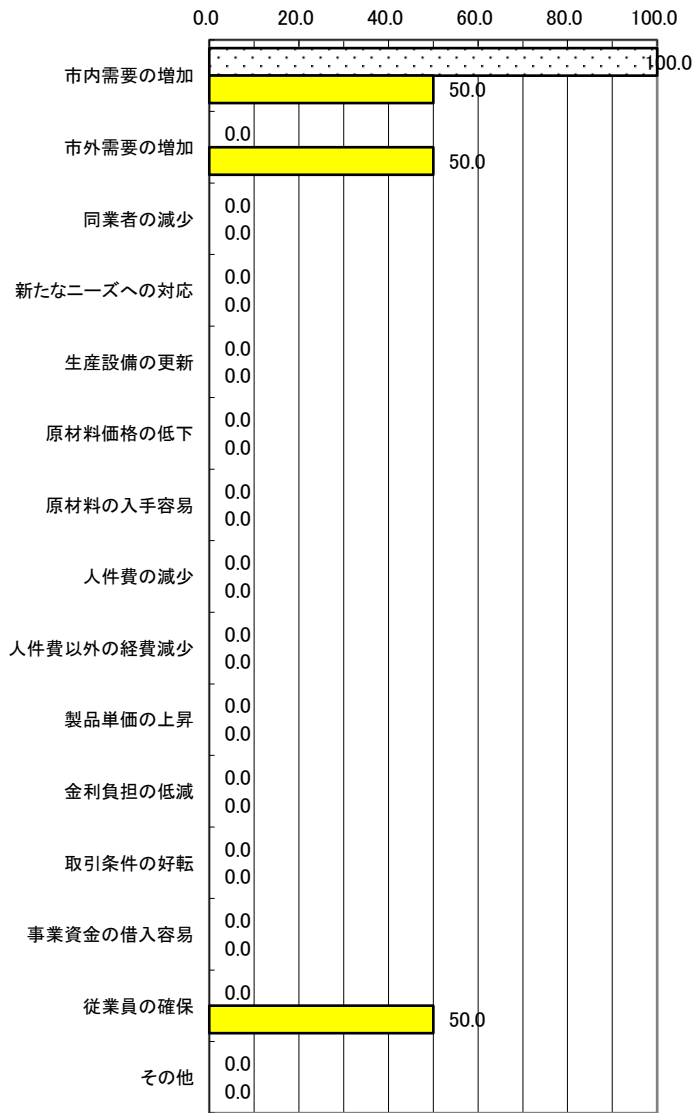 0.0 20.0 40.0 60.0 80.0 100.0
100.0
市内需要の増加
50.0
0.0
市外需要の増加
50.0
0.0
同業者の減少
0.0
0.0
新たなニーズへの対応
0.0
0.0
生産設備の更新
0.0
0.0
原材料価格の低下
0.0
0.0
原材料の入手容易
0.0
0.0
人件費の減少
0.0
0.0
人件費以外の経費減少
0.0
0.0
製品単価の上昇
0.0
0.0
金利負担の低減
0.0
0.0
取引条件の好転
0.0
0.0
事業資金の借入容易
0.0
0.0
従業員の確保
50.0
0.0
その他
0.0